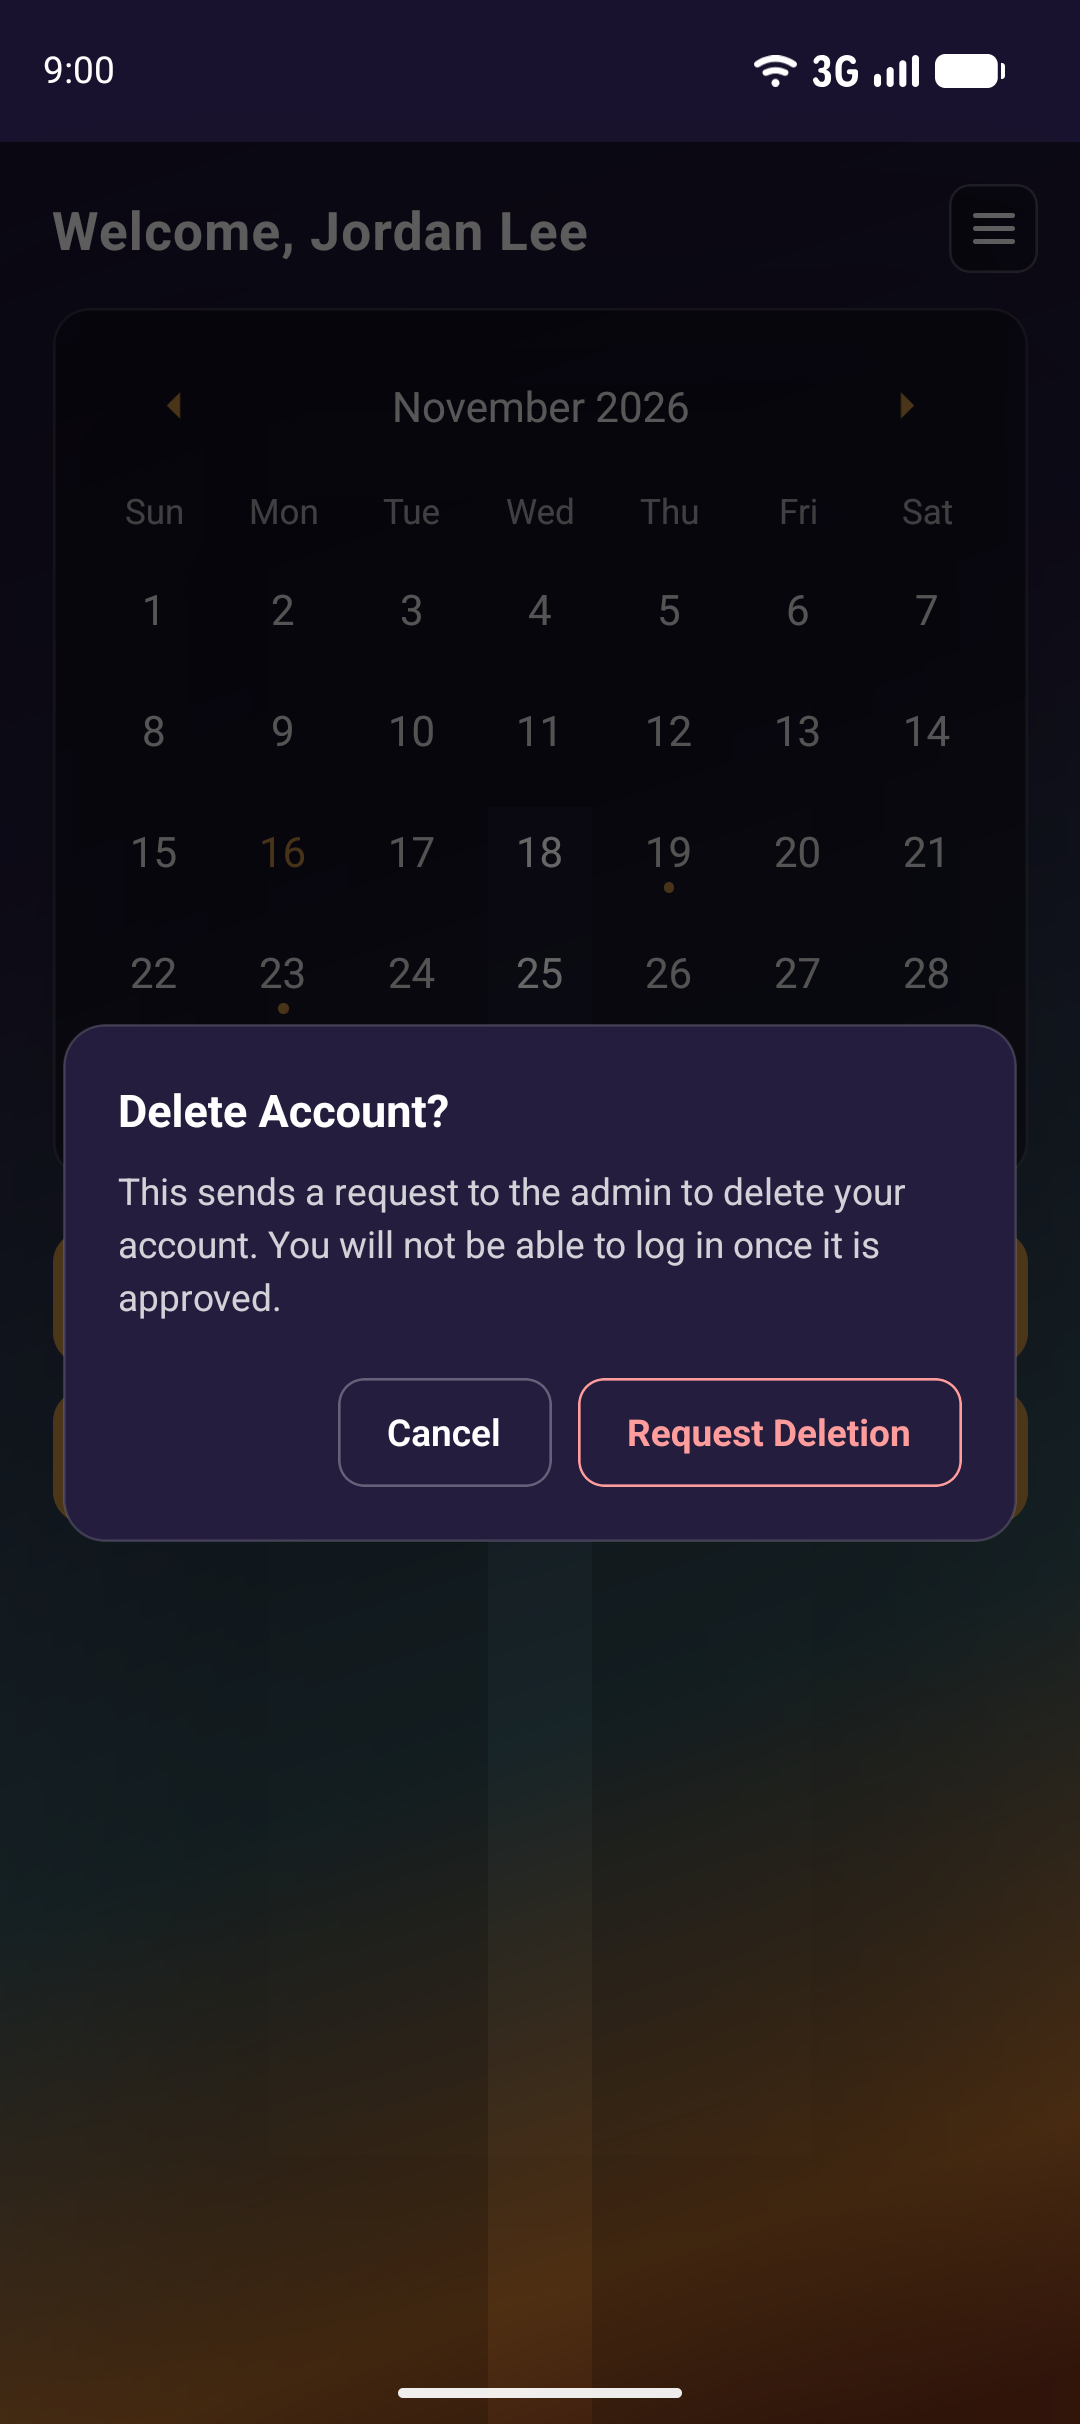 9:00 3G
Welcome, Jordan Lee
November 2026
Sun Mon Tue Wed Thu Fri Sat
1 2 3 4 5 6 7
8 9 10 11 12 13 14
15 16 17 18 19 20 21
22 23 24 25 26 27 28
Delete Account?
This sends a request to the admin to delete your
account. You will not be able to log in once it is
approved.
Cancel Request Deletion